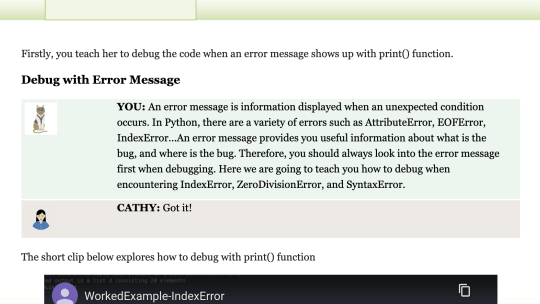 Firstly, you teach her to debug the code when an error message shows up with print() function.
Debug with Error Message
YOU: An error message is information displayed when an unexpected condition
occurs. In Python, there are a variety of errors such as AttributeError, EOFError,
IndexError...An error message provides you useful information about what is the
bug, and where is the bug. Therefore, you should always look into the error message
first when debugging. Here we are going to teach you how to debug when
encountering IndexError, ZeroDivisionError, and SyntaxError.
CATHY: Got it!
The short clip below explores how to debug with print() function
WorkedExample-IndexError